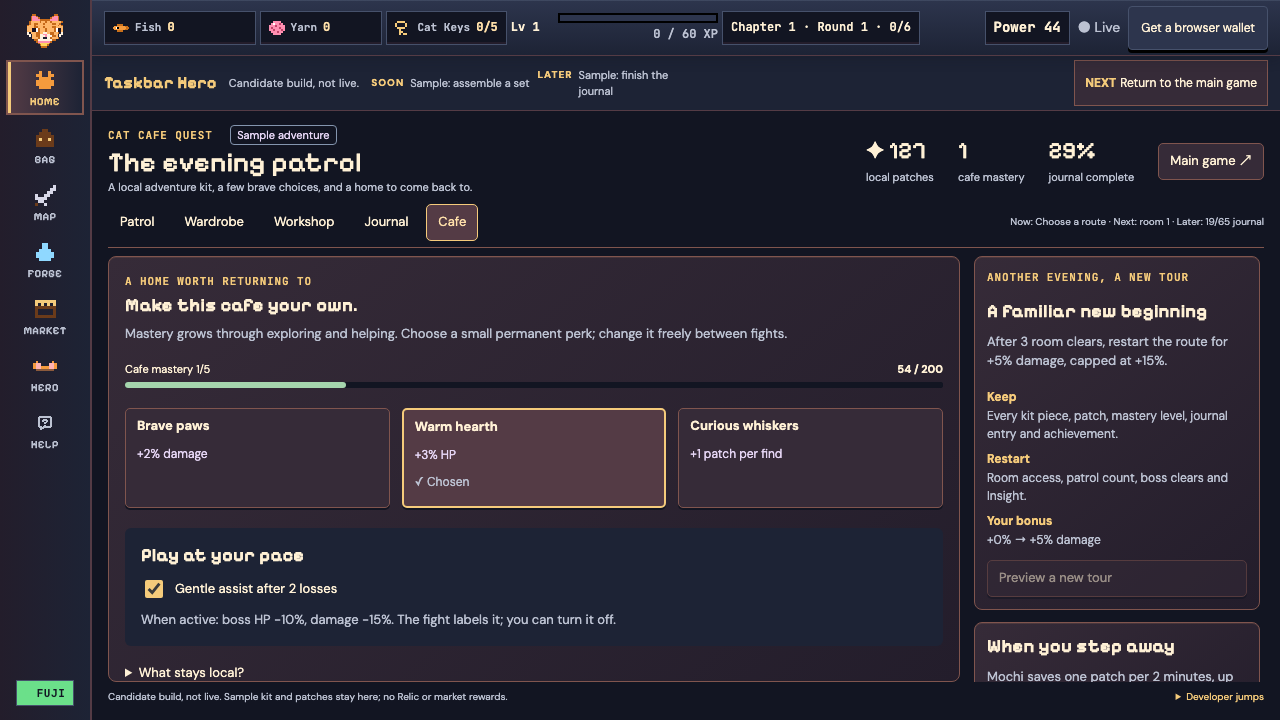 Fish 0
Yarn 0
Cat Keys 0/5
Lv 1
0 / 60 XP
Chapter 1 · Round 1 · 0/6
Power 44
Live
Get a browser wallet
Taskbar Hero
Candidate build, not live.
SOON Sample: assemble a set
LATER Sample: finish the
journal
NEXT Return to the main game
HOME
BAG
MAP
FORGE
MARKET
HERO
HELP
FUJI
CAT CAFE QUEST
Sample adventure
The evening patrol
A local adventure kit, a few brave choices, and a home to come back to.
✦ 127
local patches
1
cafe mastery
29%
journal complete
Main game ↗
Patrol
Wardrobe
Workshop
Journal
Cafe
Now: Choose a route · Next: room 1 · Later: 19/65 journal
A HOME WORTH RETURNING TO
Make this cafe your own.
Mastery grows through exploring and helping. Choose a small permanent perk; change it freely between fights.
Cafe mastery 1/5
54 / 200
Brave paws
+2% damage
Warm hearth
+3% HP
✓ Chosen
Curious whiskers
+1 patch per find
Play at your pace
Gentle assist after 2 losses
When active: boss HP −10%, damage −15%. The fight labels it; you can turn it off.
▶ What stays local?
ANOTHER EVENING, A NEW TOUR
A familiar new beginning
After 3 room clears, restart the route for
+5% damage, capped at +15%.
Keep
Every kit piece, patch, mastery level, journal
entry and achievement.
Restart
Room access, patrol count, boss clears and
Insight.
Your bonus
+0% → +5% damage
Preview a new tour
When you step away
Mochi saves one patch per 2 minutes, up
Candidate build, not live. Sample kit and patches stay here; no Relic or market rewards.
▶ Developer jumps